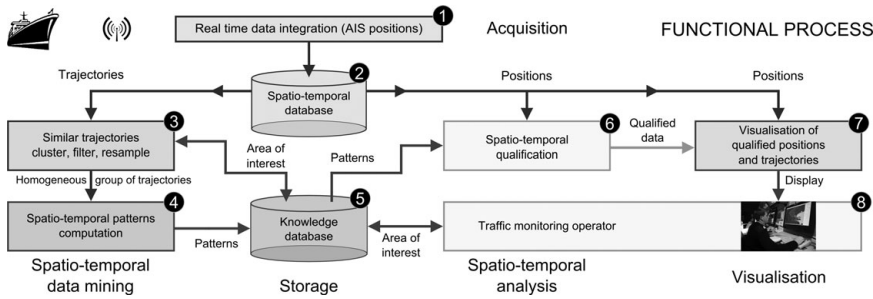 1
Real time data integration (AIS positions)
Acquisition
FUNCTIONAL PROCESS
Trajectories
2
Positions
Positions
Spatio-temporal
database
3
Similar trajectories
cluster, filter, resample
Area of
interest
Patterns
6
Spatio-temporal
qualification
Qualified
data
7
Visualisation of
qualified positions
and trajectories
Homogeneous group of trajectories
Display
4
Spatio-temporal patterns
computation
Patterns
5
Knowledge
database
Area of
interest
Traffic monitoring operator
8
Spatio-temporal
data mining
Storage
Spatio-temporal
analysis
Visualisation